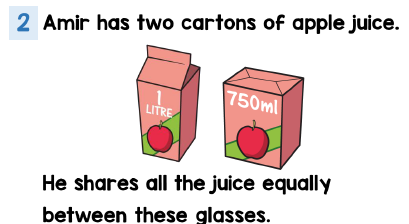 2 Amir has two cartons of apple juice.
1
LITRE
750ml
He shares all the juice equally
between these glasses.